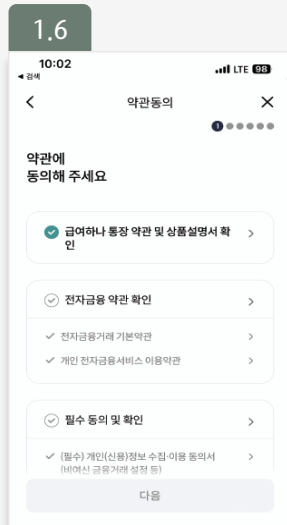 1.6
10:02
LTE 98
◀ 검색
약관동의
1
약관에
동의해 주세요
급여하나 통장 약관 및 상품설명서 확
인
전자금융 약관 확인
전자금융거래 기본약관
개인 전자금융서비스 이용약관
필수 동의 및 확인
(필수) 개인(신용)정보 수집·이용 동의서
(비여신 금융거래 설정 등)
다음